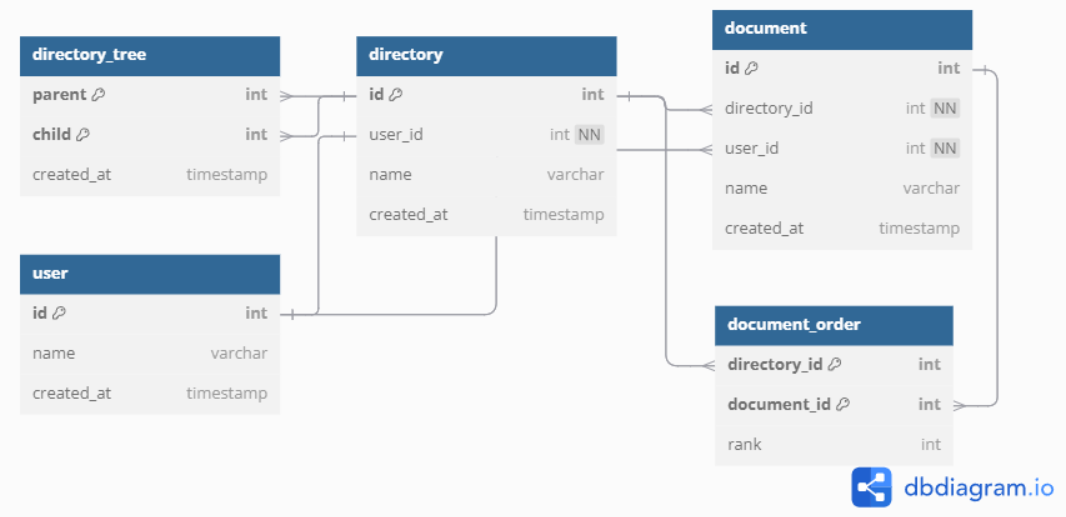 directory_tree
parent int
child int
created_at timestamp
directory
id int
user_id int NN
name varchar
created_at timestamp
document
id int
directory_id int NN
user_id int NN
name varchar
created_at timestamp
user
id int
name varchar
created_at timestamp
document_order
directory_id int
document_id int
rank int
dbdiagram.io